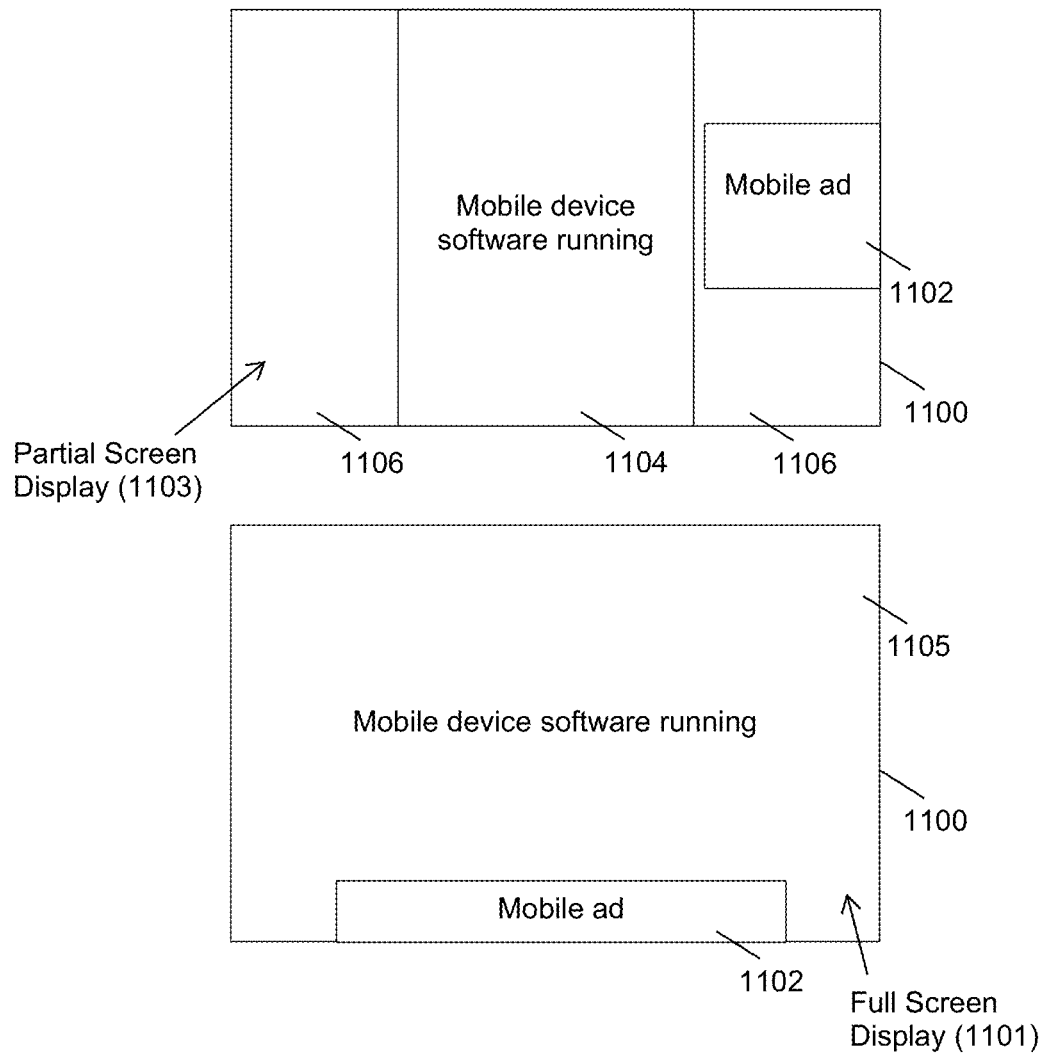 Mobile device
software running
Mobile ad
1102
1100
1106
1104
1106
Partial Screen
Display (1103)
1105
Mobile device software running
1100
Mobile ad
1102
Full Screen
Display (1101)